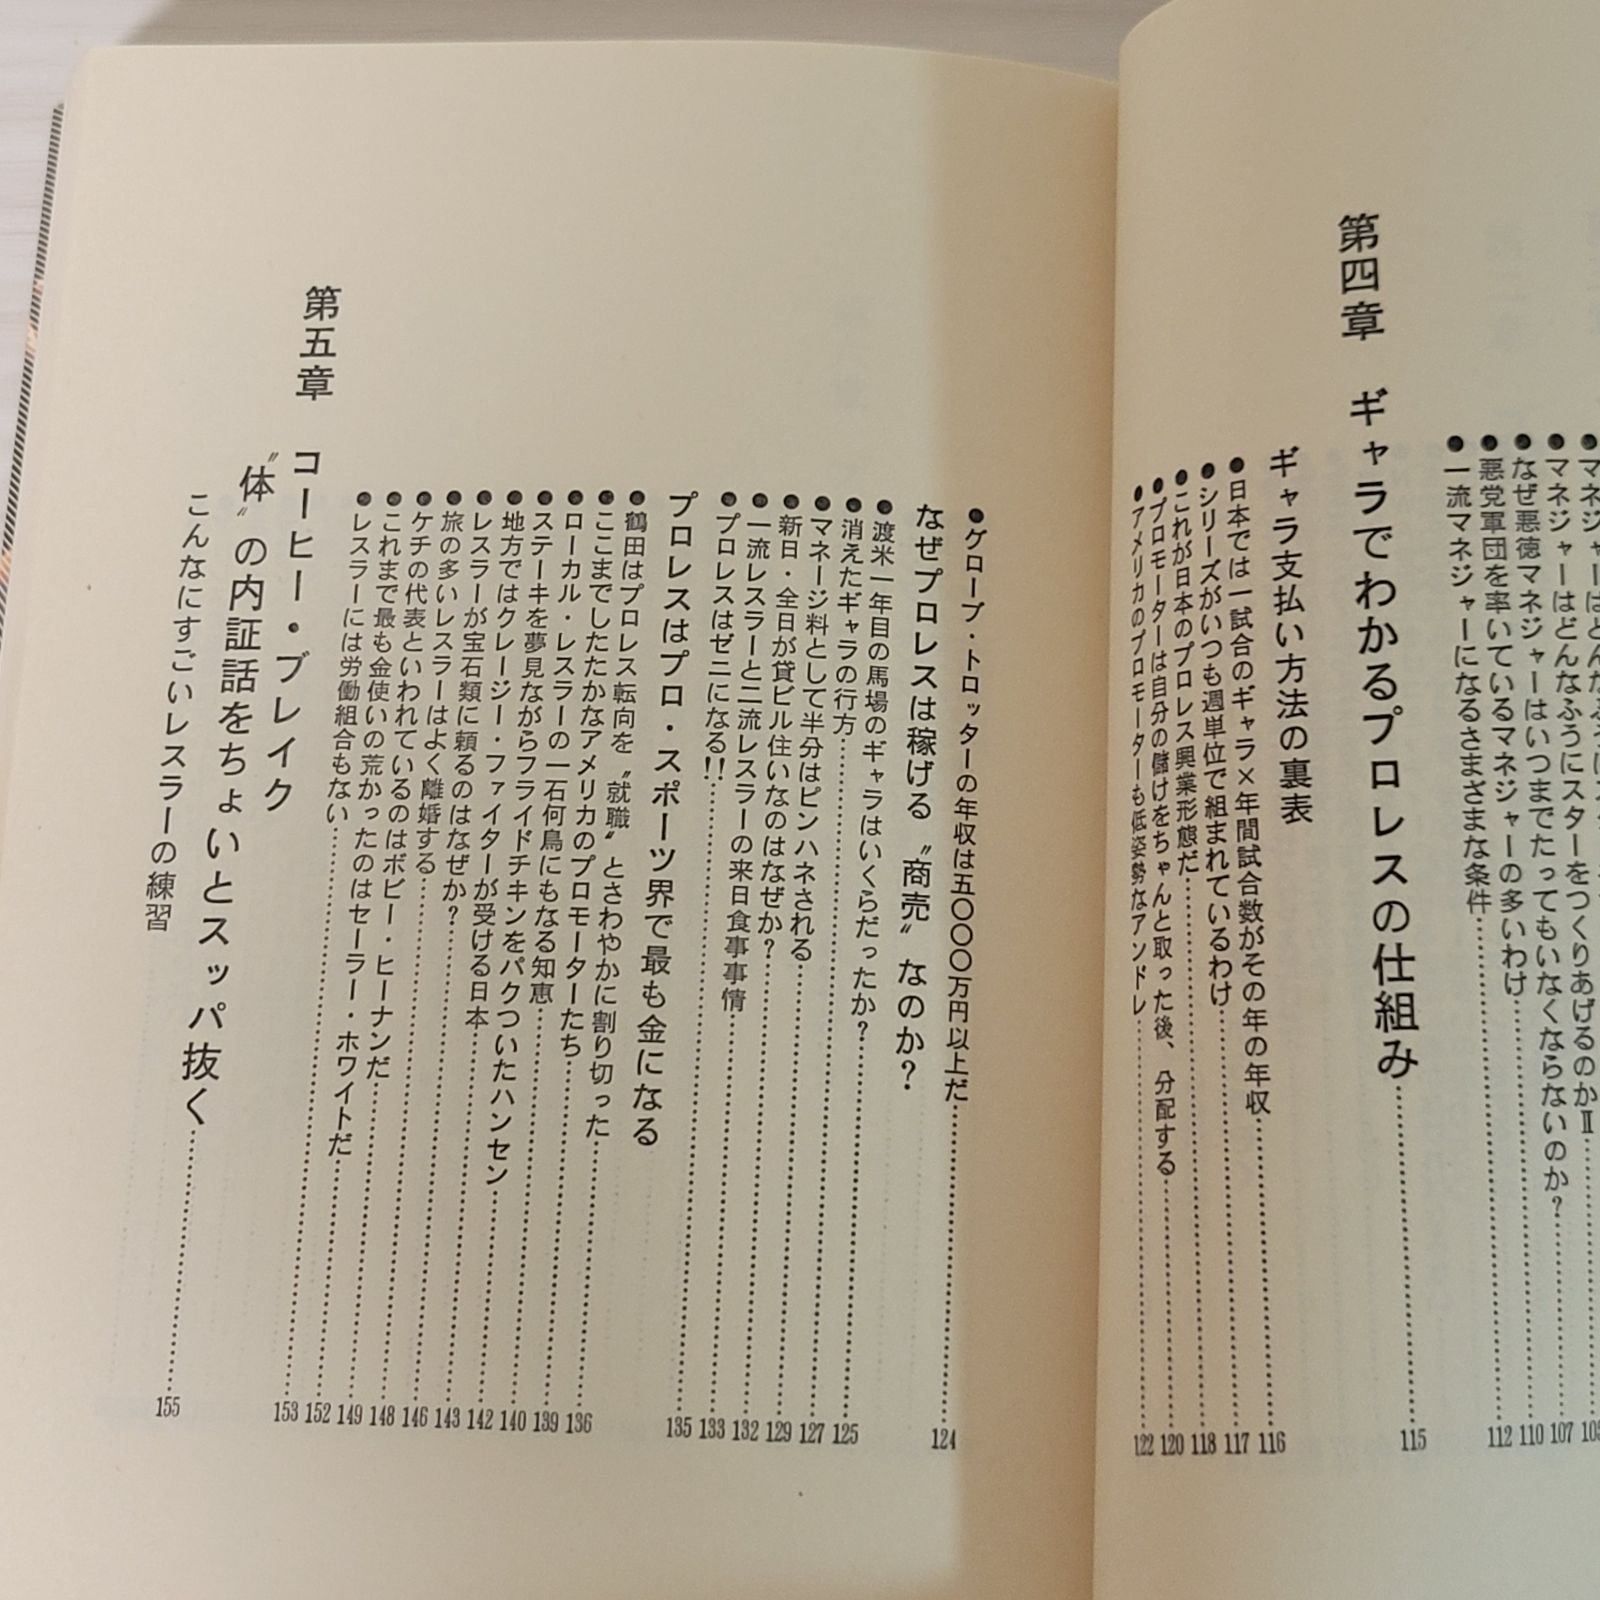 ●マネジャーはどんなふうにスターをつくりあげるのかⅡ……
●なぜ悪徳マネジャーはいつまでたってもいなくならないのか?……107
●悪党軍団を率いているマネジャーの多いわけ……110
●一流マネジャーになるさまざまな条件……112
第四章 ギャラでわかるプロレスの仕組み……115
ギャラ支払い方法の裏表
●日本では一試合のギャラ×年間試合数がその年の年収……116
●シリーズがいつも週単位で組まれているわけ……117
●これが日本のプロレス興業形態だ……118
●プロモーターは自分の儲けをちゃんと取った後、分配する……120
●アメリカのプロモーターも低姿勢なアンドレ……122
●グローブ・トロッターの年収は五〇〇〇万円以上だ……124
なぜプロレスは稼げる〝商売〟なのか?
●渡米一年目の馬場のギャラはいくらだったか?……125
●消えたギャラの行方……127
●マネージ料として半分はピンハネされる……129
●新日・全日が貸ビル住いなのはなぜか?……132
●一流レスラーと二流レスラーの来日食事事情……133
●プロレスはゼニになる!!……135
プロレスはプロ・スポーツ界で最も金になる
●鶴田はプロレス転向を〝就職〟とさわやかに割り切った……136
●ここまでしたたかなアメリカのプロモーターたち……139
●ローカル・レスラーの一石何鳥にもなる知恵……140
●ステーキを夢見ながらフライドチキンをパクついたハンセン……142
●地方ではクレージー・ファイターが受ける日本……143
●レスラーが宝石類に頼るのはなぜか?……146
●旅の多いレスラーはよく離婚する……148
●ケチの代表といわれているのはボビー・ヒーナンだ……149
●これまで最も金使いの荒かったのはセーラー・ホワイトだ……152
●レスラーには労働組合もない……153
第五章 コーヒー・ブレイク
〝体〟の内証話をちょいとスッパ抜く……155
こんなにすごいレスラーの練習